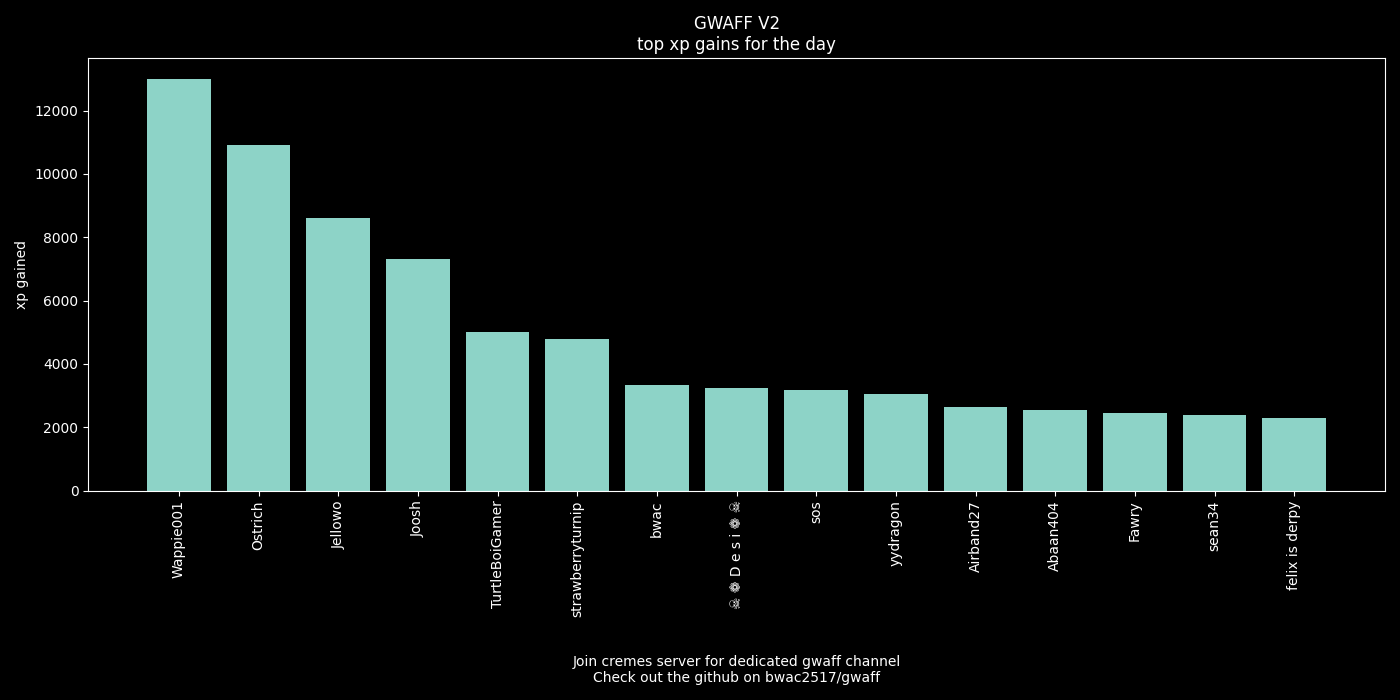 GWAFF V2
top xp gains for the day
xp gained
12000
10000
8000
6000
4000
2000
0
Wappie001
Ostrich
Jellowo
Joosh
TurtleBoiGamer
strawberryturnip
bwac
☠ ❁ D e s i ❁ ☠
sos
yydragon
Airband27
Abaan404
Fawry
sean34
felix is derpy
Join cremes server for dedicated gwaff channel
Check out the github on bwac2517/gwaff